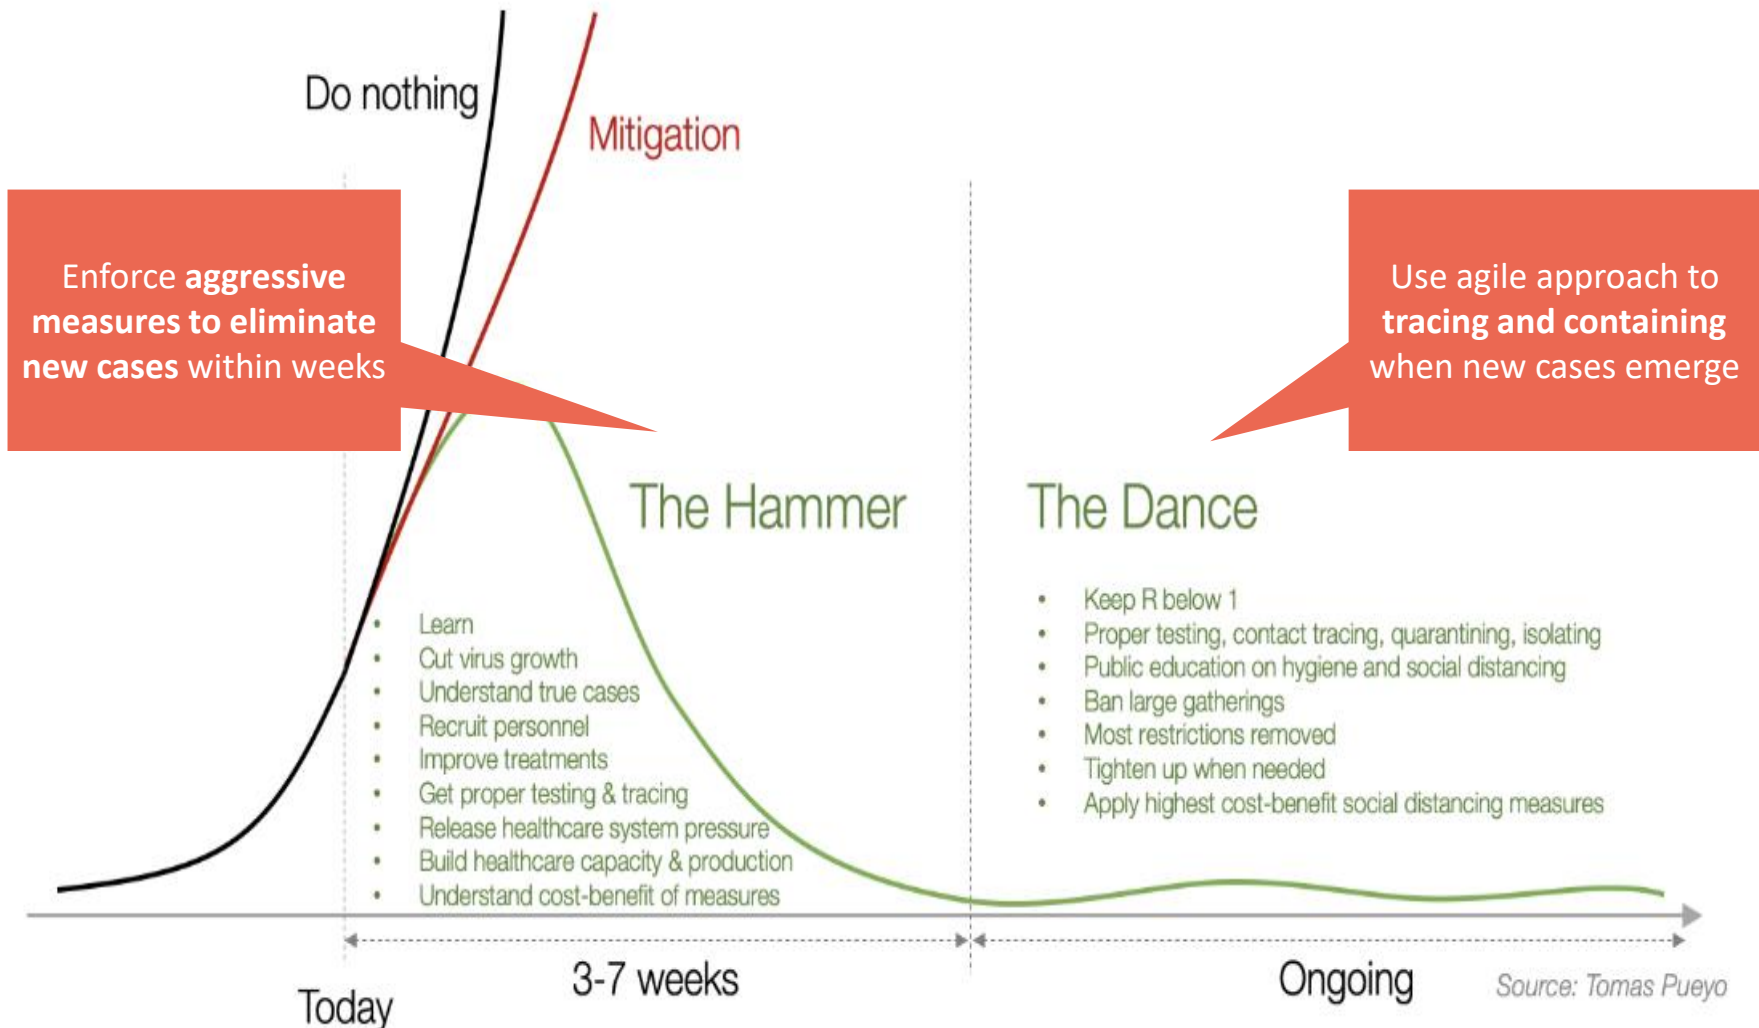 Do nothing
Mitigation
Enforce aggressive
measures to eliminate
new cases within weeks
Use agile approach to
tracing and containing
when new cases emerge
The Hammer
• Learn
• Cut virus growth
• Understand true cases
• Recruit personnel
• Improve treatments
• Get proper testing & tracing
• Release healthcare system pressure
• Build healthcare capacity & production
• Understand cost-benefit of measures
The Dance
• Keep R below 1
• Proper testing, contact tracing, quarantining, isolating
• Public education on hygiene and social distancing
• Ban large gatherings
• Most restrictions removed
• Tighten up when needed
• Apply highest cost-benefit social distancing measures
Today
3-7 weeks
Ongoing
Source: Tomas Pueyo